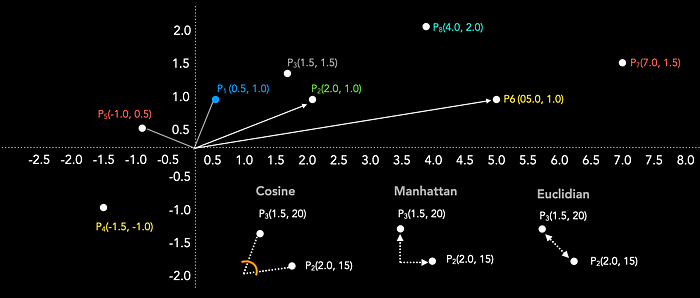 2.0
P8(4.0, 2.0)
P3(1.5, 1.5)
1.5
P7(7.0, 1.5)
P1 (0.5, 1.0)
P2(2.0, 1.0)
1.0
P6 (05.0, 1.0)
P5(-1.0, 0.5)
0.5
-2.5 -2.0 -1.5 -1.0 -0.5 0.5 1.0 1.5 2.0 2.5 3.0 3.5 4.0 4.5 5.0 5.5 6.0 6.5 7.0 7.5 8.0
-0.5
Cosine Manhattan Euclidian
-1.0
P3(1.5, 20) P3(1.5, 20) P3(1.5, 20)
P4(-1.5, -1.0)
-1.5
P2(2.0, 15) P2(2.0, 15) P2(2.0, 15)
-2.0